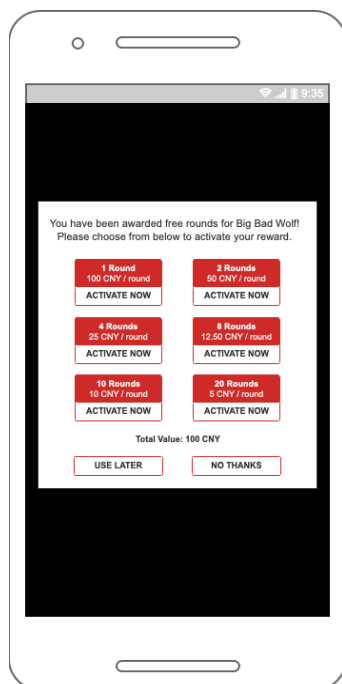 9:35
You have been awarded free rounds for Big Bad Wolf!
Please choose from below to activate your reward.
1 Round
100 CNY / round
ACTIVATE NOW
2 Rounds
50 CNY / round
ACTIVATE NOW
4 Rounds
25 CNY / round
ACTIVATE NOW
8 Rounds
12.50 CNY / round
ACTIVATE NOW
10 Rounds
10 CNY / round
ACTIVATE NOW
20 Rounds
5 CNY / round
ACTIVATE NOW
Total Value: 100 CNY
USE LATER
NO THANKS